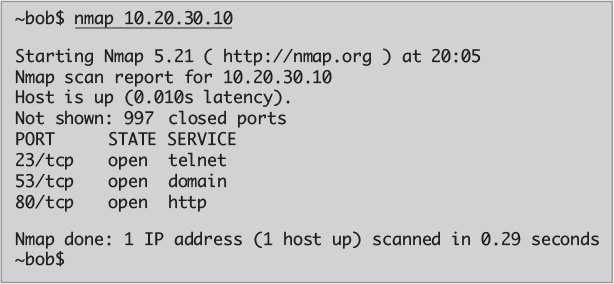 ~bob$ nmap 10.20.30.10
Starting Nmap 5.21 ( http://nmap.org ) at 20:05
Nmap scan report for 10.20.30.10
Host is up (0.010s latency).
Not shown: 997 closed ports
PORT STATE SERVICE
23/tcp open telnet
53/tcp open domain
80/tcp open http
Nmap done: 1 IP address (1 host up) scanned in 0.29 seconds
~bob$